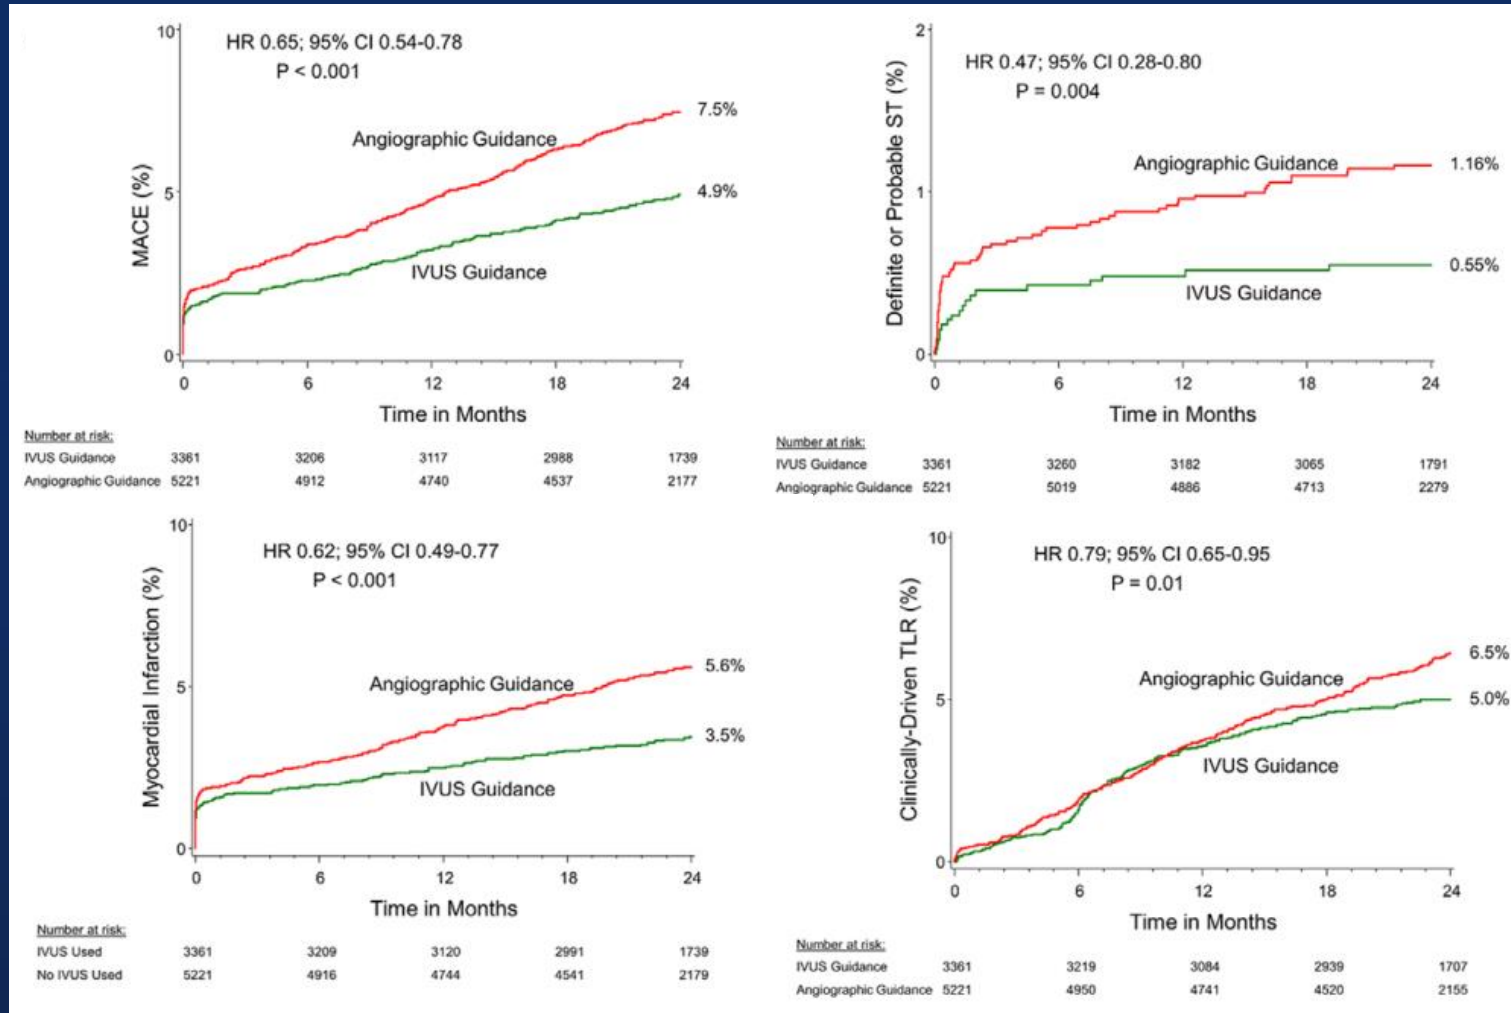 10
HR 0.65; 95% CI 0.54-0.78
P < 0.001
7.5%
Angiographic Guidance
MACE (%)
5
4.9%
IVUS Guidance
0
0 6 12 18 24
Time in Months
Number at risk:
IVUS Guidance 3361 3206 3117 2988 1739
Angiographic Guidance 5221 4912 4740 4537 2177
2
HR 0.47; 95% CI 0.28-0.80
P = 0.004
Definite or Probable ST (%)
Angiographic Guidance
1.16%
1
0.55%
IVUS Guidance
0
0 6 12 18 24
Time in Months
Number at risk:
IVUS Guidance 3361 3260 3182 3065 1791
Angiographic Guidance 5221 5019 4886 4713 2279
10
HR 0.62; 95% CI 0.49-0.77
P < 0.001
Myocardial Infarction (%)
5.6%
Angiographic Guidance
5
3.5%
IVUS Guidance
0
0 6 12 18 24
Time in Months
Number at risk:
IVUS Used 3361 3209 3120 2991 1739
No IVUS Used 5221 4916 4744 4541 2179
10
HR 0.79; 95% CI 0.65-0.95
P = 0.01
Clinically-Driven TLR (%)
6.5%
Angiographic Guidance
5
5.0%
IVUS Guidance
0
0 6 12 18 24
Time in Months
Number at risk:
IVUS Guidance 3361 3219 3084 2939 1707
Angiographic Guidance 5221 4950 4741 4520 2155